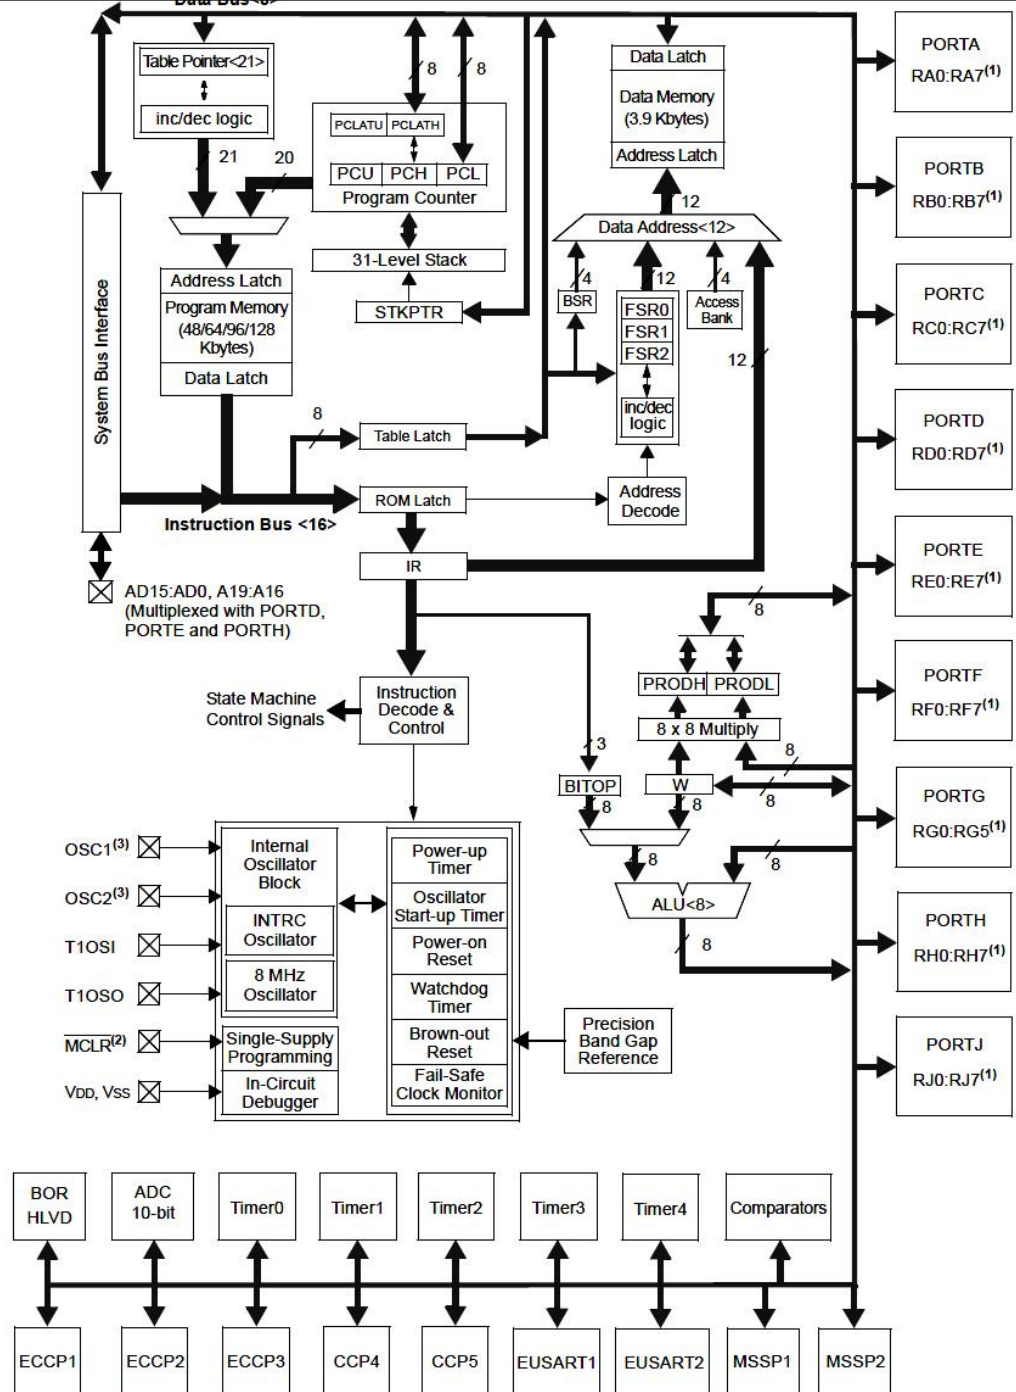 Data Bus<8>
Table Pointer<21>
inc/dec logic
21
20
8
8
PCLATU PCLATH
PCU PCH PCL
Program Counter
31-Level Stack
STKPTR
Data Latch
Data Memory
(3.9 Kbytes)
Address Latch
12
Data Address<12>
4
12
4
BSR
FSR0
FSR1
FSR2
inc/dec
logic
Access
Bank
12
Address
Decode
System Bus Interface
Address Latch
Program Memory
(48/64/96/128
Kbytes)
Data Latch
8
Table Latch
ROM Latch
Instruction Bus <16>
IR
AD15:AD0, A19:A16
(Multiplexed with PORTD,
PORTE and PORTH)
State Machine
Control Signals
Instruction
Decode &
Control
8
PRODH PRODL
8 x 8 Multiply
8
3
BITOP
W
8
8
8
8
8
ALU<8>
8
OSC1(3)
OSC2(3)
T1OSI
T1OSO
MCLR(2)
VDD, VSS
Internal
Oscillator
Block
INTRC
Oscillator
8 MHz
Oscillator
Single-Supply
Programming
In-Circuit
Debugger
Power-up
Timer
Oscillator
Start-up Timer
Power-on
Reset
Watchdog
Timer
Brown-out
Reset
Fail-Safe
Clock Monitor
Precision
Band Gap
Reference
PORTA
RA0:RA7(1)
PORTB
RB0:RB7(1)
PORTC
RC0:RC7(1)
PORTD
RD0:RD7(1)
PORTE
RE0:RE7(1)
PORTF
RF0:RF7(1)
PORTG
RG0:RG5(1)
PORTH
RH0:RH7(1)
PORTJ
RJ0:RJ7(1)
BOR
HLVD
ADC
10-bit
Timer0
Timer1
Timer2
Timer3
Timer4
Comparators
ECCP1
ECCP2
ECCP3
CCP4
CCP5
EUSART1
EUSART2
MSSP1
MSSP2